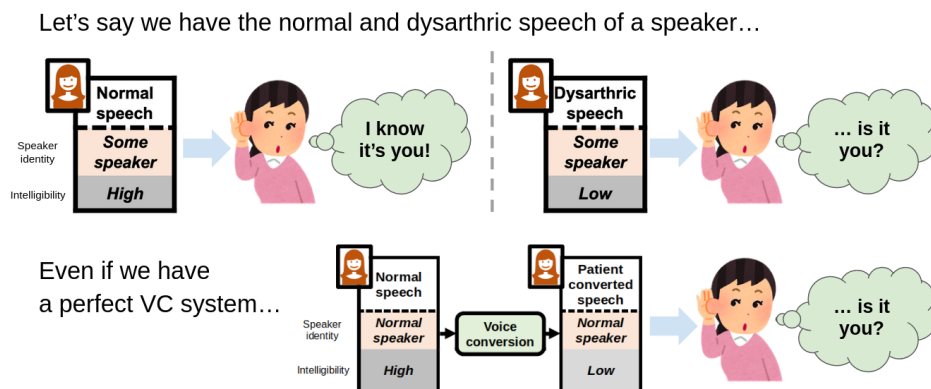 Let's say we have the normal and dysarthric speech of a speaker…
Normal
speech
Speaker
identity
Some
speaker
Intelligibility
High
I know
it's you!
Dysarthric
speech
Some
speaker
Low
… is it
you?
Even if we have
a perfect VC system…
Normal
speech
Speaker
identity
Normal
speaker
Intelligibility
High
Voice
conversion
Patient
converted
speech
Normal
speaker
Low
… is it
you?